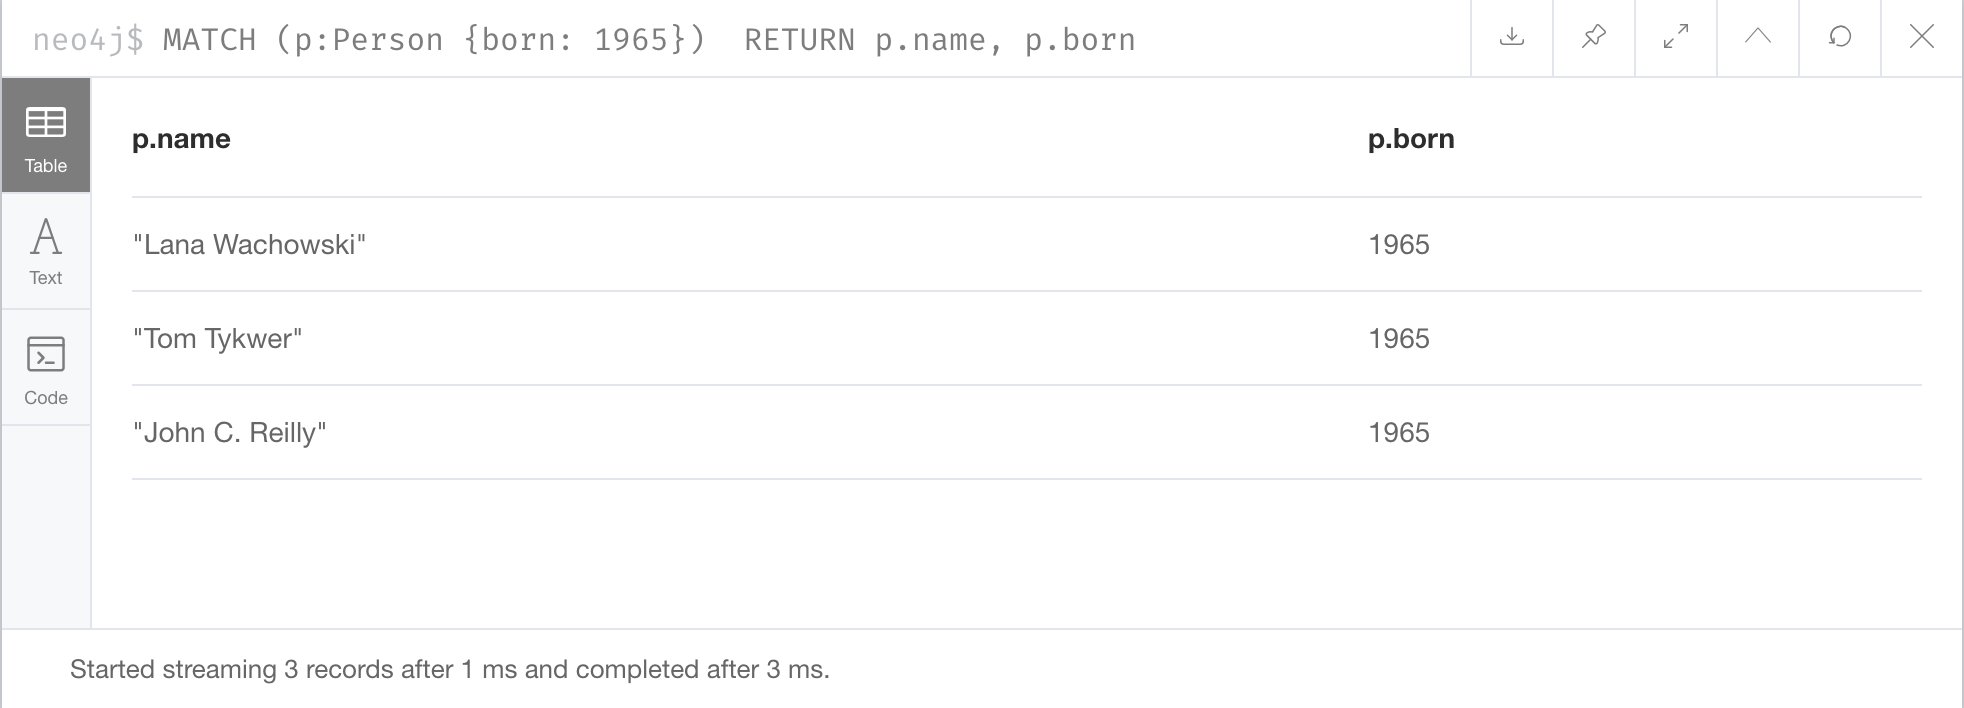 neo4j$ MATCH (p:Person {born: 1965})  RETURN p.name, p.born
Table
Text
Code
p.name p.born
"Lana Wachowski" 1965
"Tom Tykwer" 1965
"John C. Reilly" 1965
Started streaming 3 records after 1 ms and completed after 3 ms.